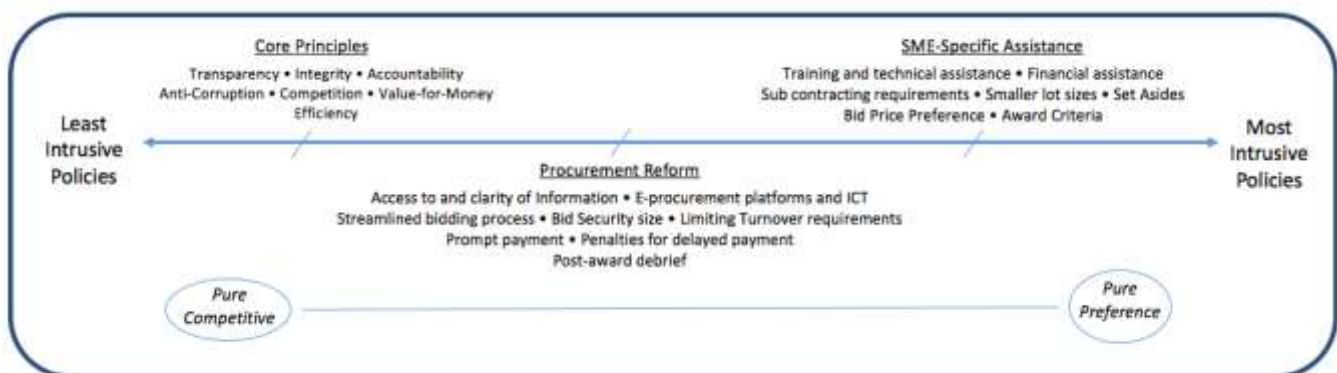 Core Principles
Transparency • Integrity • Accountability
Anti-Corruption • Competition • Value-for-Money
Efficiency
SME-Specific Assistance
Training and technical assistance • Financial assistance
Sub contracting requirements • Smaller lot sizes • Set Asides
Bid Price Preference • Award Criteria
Least
Intrusive
Policies
Most
Intrusive
Policies
Procurement Reform
Access to and clarity of Information • E-procurement platforms and ICT
Streamlined bidding process • Bid Security size • Limiting Turnover requirements
Prompt payment • Penalties for delayed payment
Post-award debrief
Pure
Competitive
Pure
Preference